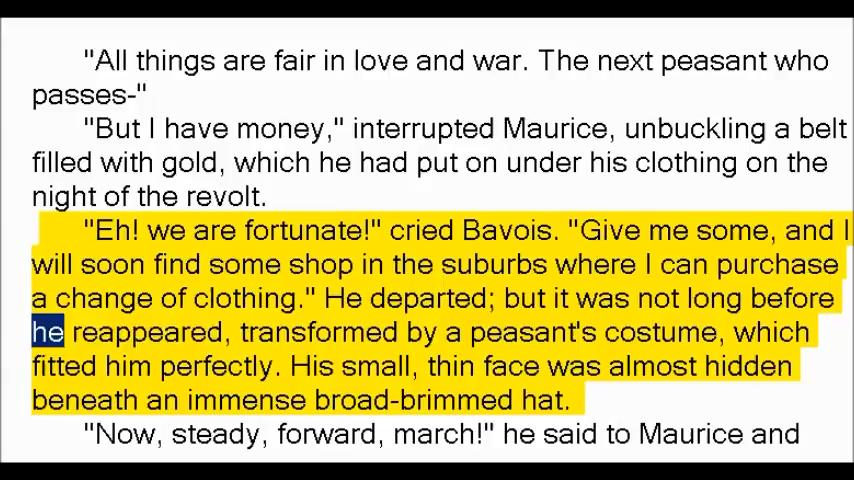 "All things are fair in love and war. The next peasant who
passes-"
"But I have money," interrupted Maurice, unbuckling a belt
filled with gold, which he had put on under his clothing on the
night of the revolt.
"Eh! we are fortunate!" cried Bavois. "Give me some, and I
will soon find some shop in the suburbs where I can purchase
a change of clothing." He departed; but it was not long before
he reappeared, transformed by a peasant's costume, which
fitted him perfectly. His small, thin face was almost hidden
beneath an immense broad-brimmed hat.
"Now, steady, forward, march!" he said to Maurice and